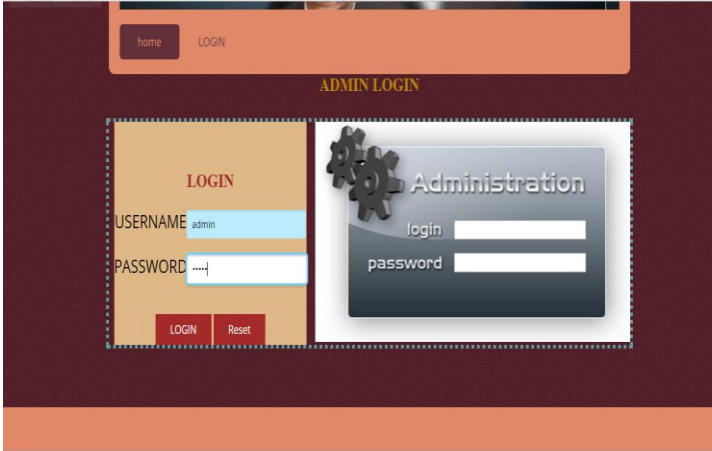 home LOGIN
ADMIN LOGIN
LOGIN
USERNAME admin
PASSWORD •••••
LOGIN Reset
Administration
login
password